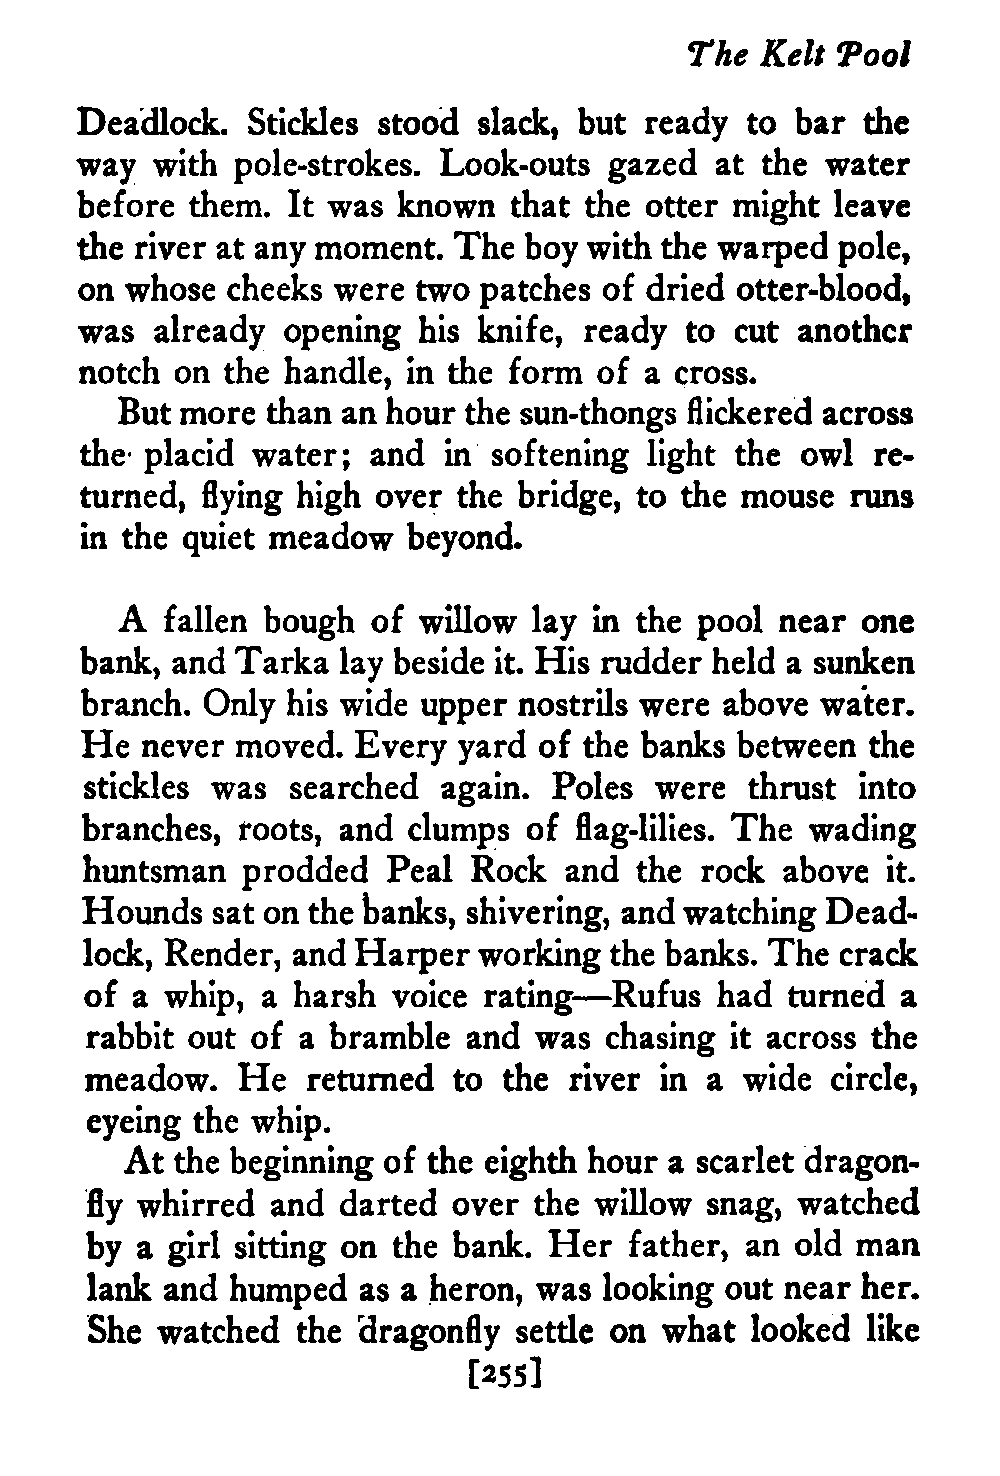 The Kelt Pool
Deadlock. Stickles stood slack, but ready to bar the
way with pole-strokes. Look-outs gazed at the water
before them. It was known that the otter might leave
the river at any moment. The boy with the warped pole,
on whose cheeks were two patches of dried otter-blood,
was already opening his knife, ready to cut another
notch on the handle, in the form of a cross.
But more than an hour the sun-thongs flickered across
the placid water; and in softening light the owl re-
turned, flying high over the bridge, to the mouse runs
in the quiet meadow beyond.
A fallen bough of willow lay in the pool near one
bank, and Tarka lay beside it. His rudder held a sunken
branch. Only his wide upper nostrils were above water.
He never moved. Every yard of the banks between the
stickles was searched again. Poles were thrust into
branches, roots, and clumps of flag-lilies. The wading
huntsman prodded Peal Rock and the rock above it.
Hounds sat on the banks, shivering, and watching Dead-
lock, Render, and Harper working the banks. The crack
of a whip, a harsh voice rating—Rufus had turned a
rabbit out of a bramble and was chasing it across the
meadow. He returned to the river in a wide circle,
eyeing the whip.
At the beginning of the eighth hour a scarlet dragon-
fly whirred and darted over the willow snag, watched
by a girl sitting on the bank. Her father, an old man
lank and humped as a heron, was looking out near her.
She watched the dragonfly settle on what looked like
[255]